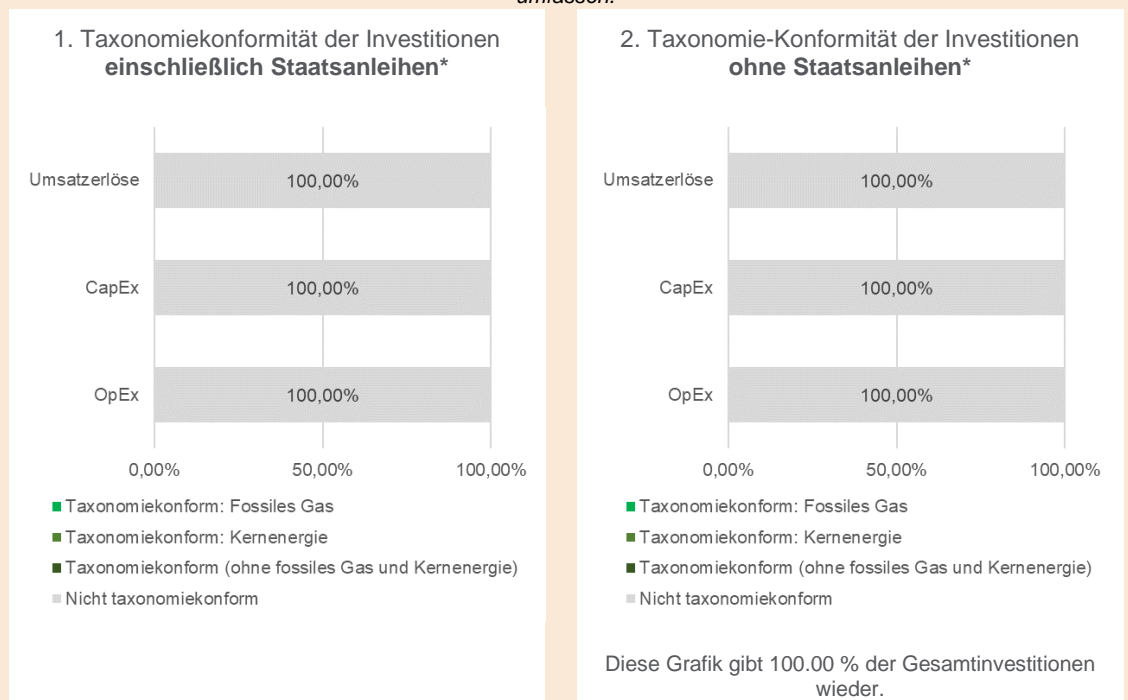 umfassen.
1. Taxonomiekonformität der Investitionen
einschließlich Staatsanleihen*
Umsatzerlöse
100,00%
CapEx
100,00%
OpEx
100,00%
0,00%
50,00%
100,00%
Taxonomiekonform: Fossiles Gas
Taxonomiekonform: Kernenergie
Taxonomiekonform (ohne fossiles Gas und Kernenergie)
Nicht taxonomiekonform
2. Taxonomie-Konformität der Investitionen
ohne Staatsanleihen*
Umsatzerlöse
100,00%
CapEx
100,00%
OpEx
100,00%
0,00%
50,00%
100,00%
Taxonomiekonform: Fossiles Gas
Taxonomiekonform: Kernenergie
Taxonomiekonform (ohne fossiles Gas und Kernenergie)
Nicht taxonomiekonform
Diese Grafik gibt 100.00 % der Gesamtinvestitionen
wieder.